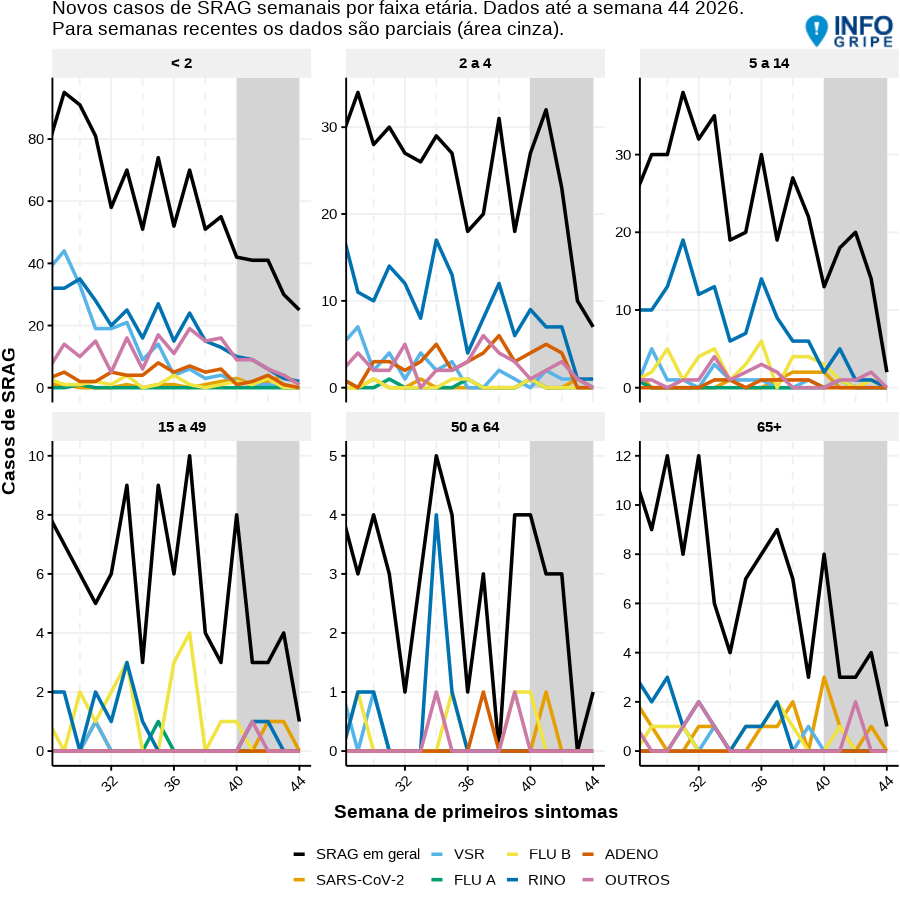 Novos casos de SRAG semanais por faixa etária. Dados até a semana 44 2026.
Para semanas recentes os dados são parciais (área cinza).
INFO
GRIPE
< 2
2 a 4
5 a 14
80
60
40
20
0
30
20
10
0
30
20
10
0
Casos de SRAG
15 a 49
50 a 64
65+
10
8
6
4
2
0
5
4
3
2
1
0
12
10
8
6
4
2
0
32 36 40 44
32 36 40 44
32 36 40 44
Semana de primeiros sintomas
SRAG em geral VSR FLU B ADENO
SARS-CoV-2 FLU A RINO OUTROS